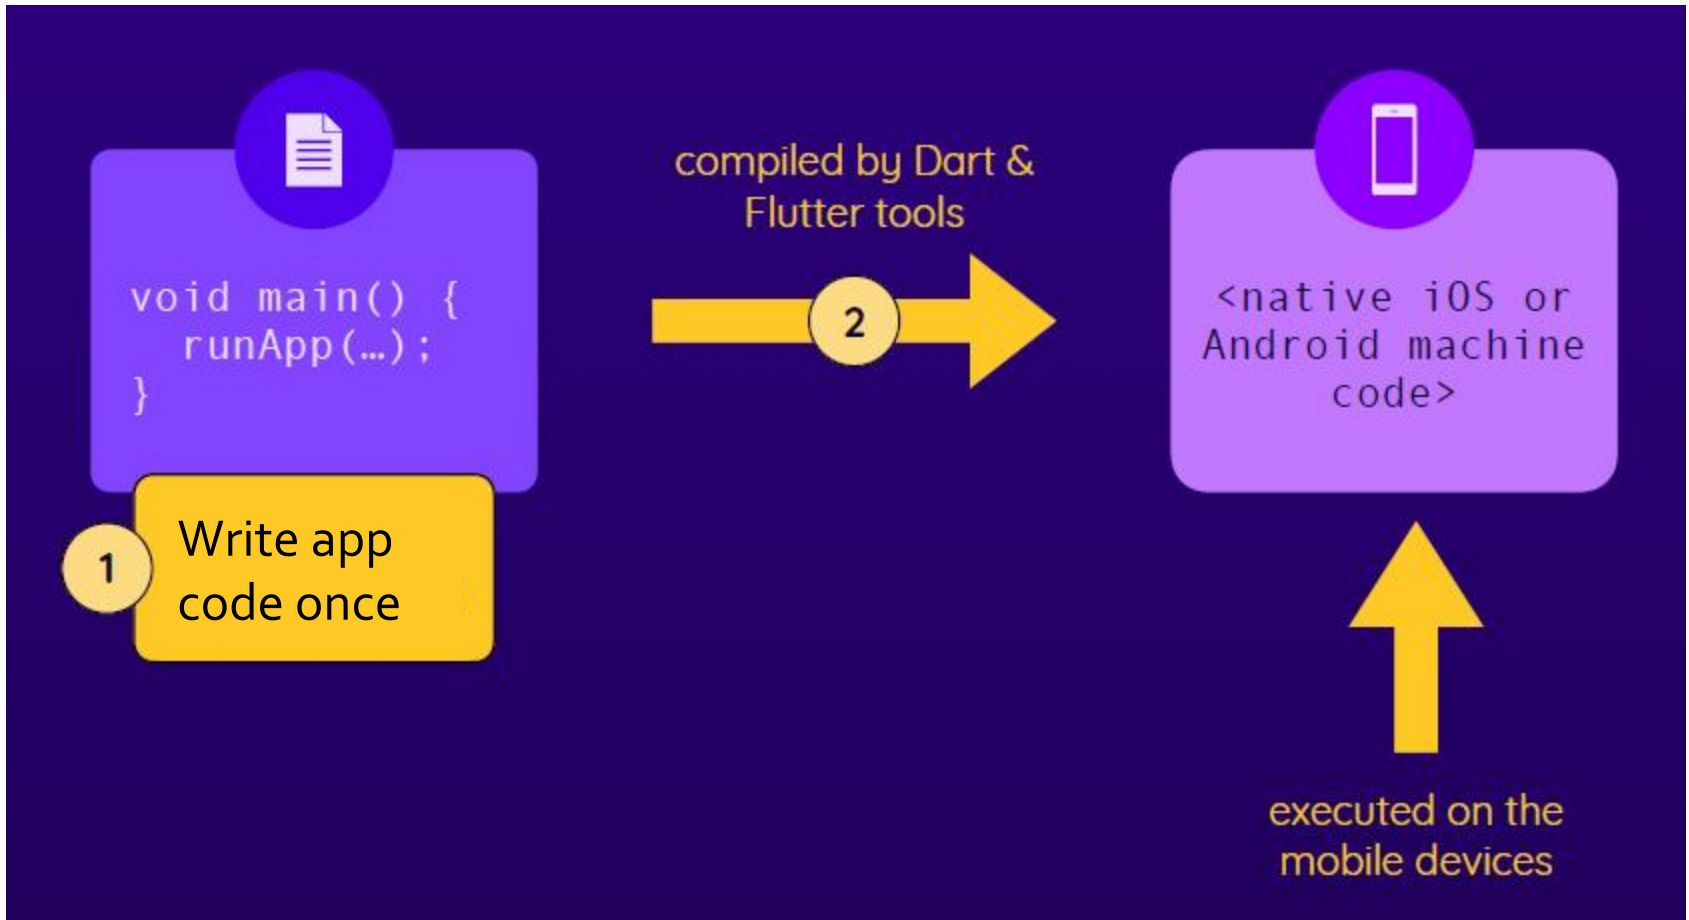 void main() {
runApp(…);
}
1
Write app
code once
compiled by Dart &
Flutter tools
2
<native iOS or
Android machine
code>
executed on the
mobile devices